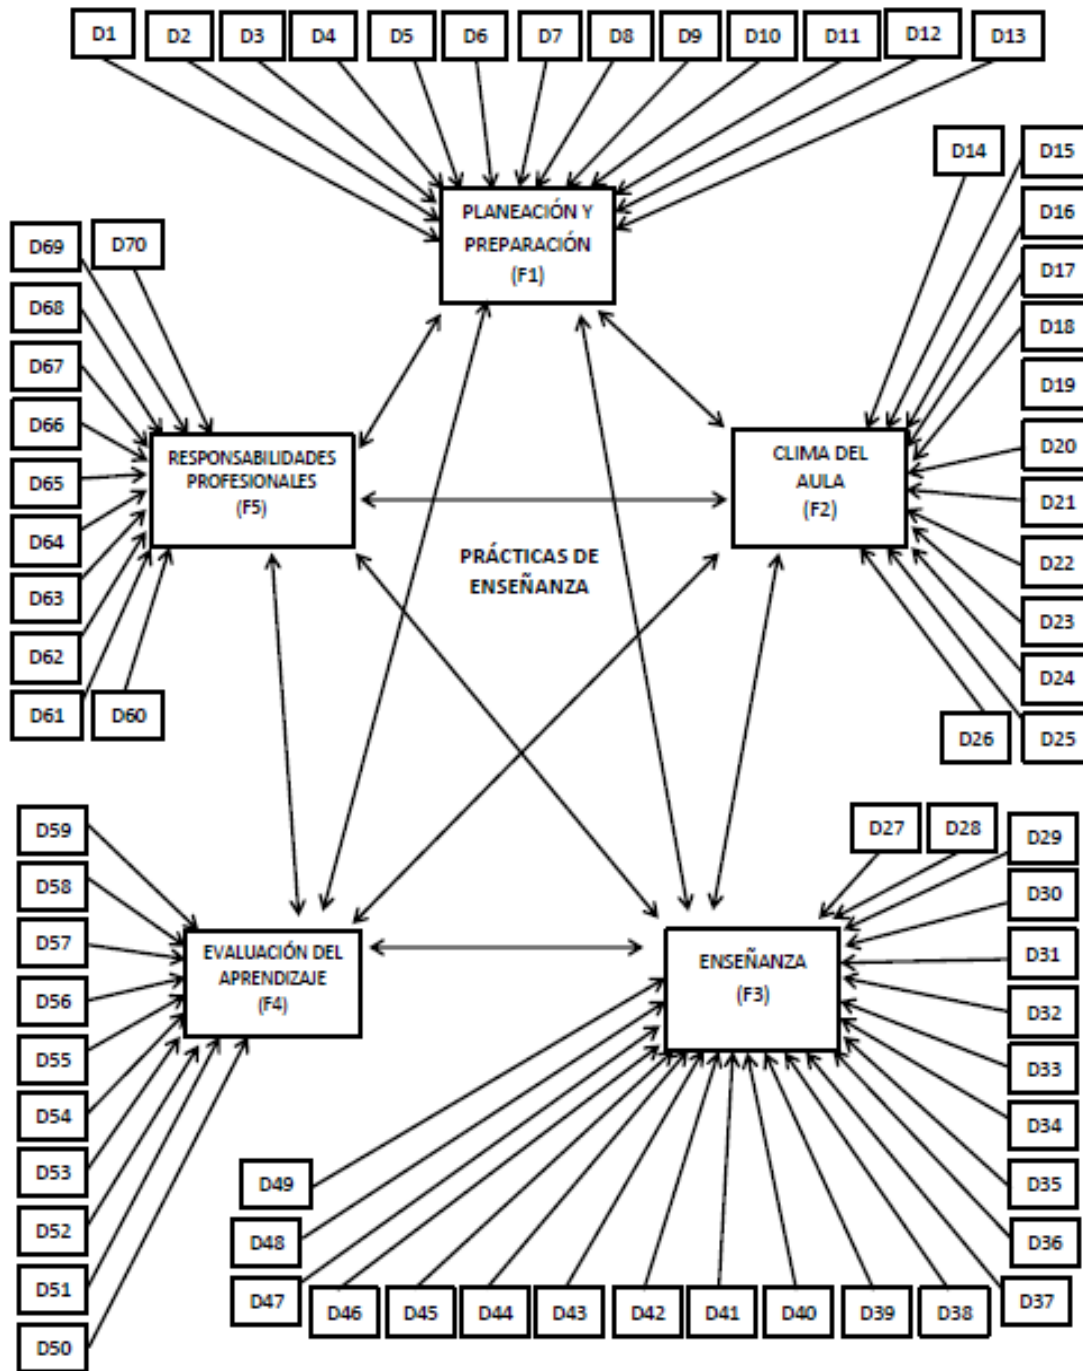 D1
D2
D3
D4
D5
D6
D7
D8
D9
D10
D11
D12
D13
PLANEACIÓN Y
PREPARACIÓN
(F1)
D14
D15
D16
D17
D18
D19
D20
D21
D22
D23
D24
D25
D26
CLIMA DEL
AULA
(F2)
D69
D70
D68
D67
D66
D65
D64
D63
D62
D61
D60
RESPONSABILIDADES
PROFESIONALES
(F5)
PRÁCTICAS DE
ENSEÑANZA
D59
D58
D57
D56
D55
D54
D53
D52
D51
D50
EVALUACIÓN DEL
APRENDIZAJE
(F4)
ENSEÑANZA
(F3)
D27
D28
D29
D30
D31
D32
D33
D34
D35
D36
D37
D49
D48
D47
D46
D45
D44
D43
D42
D41
D40
D39
D38